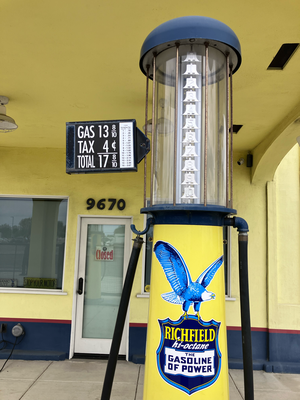 RICHFIELD
GAS 13 8/10
TAX 4 ¢
TOTAL 17 8/10
9670
Closed
RICHFIELD
hi-octane
THE
GASOLINE
OF POWER